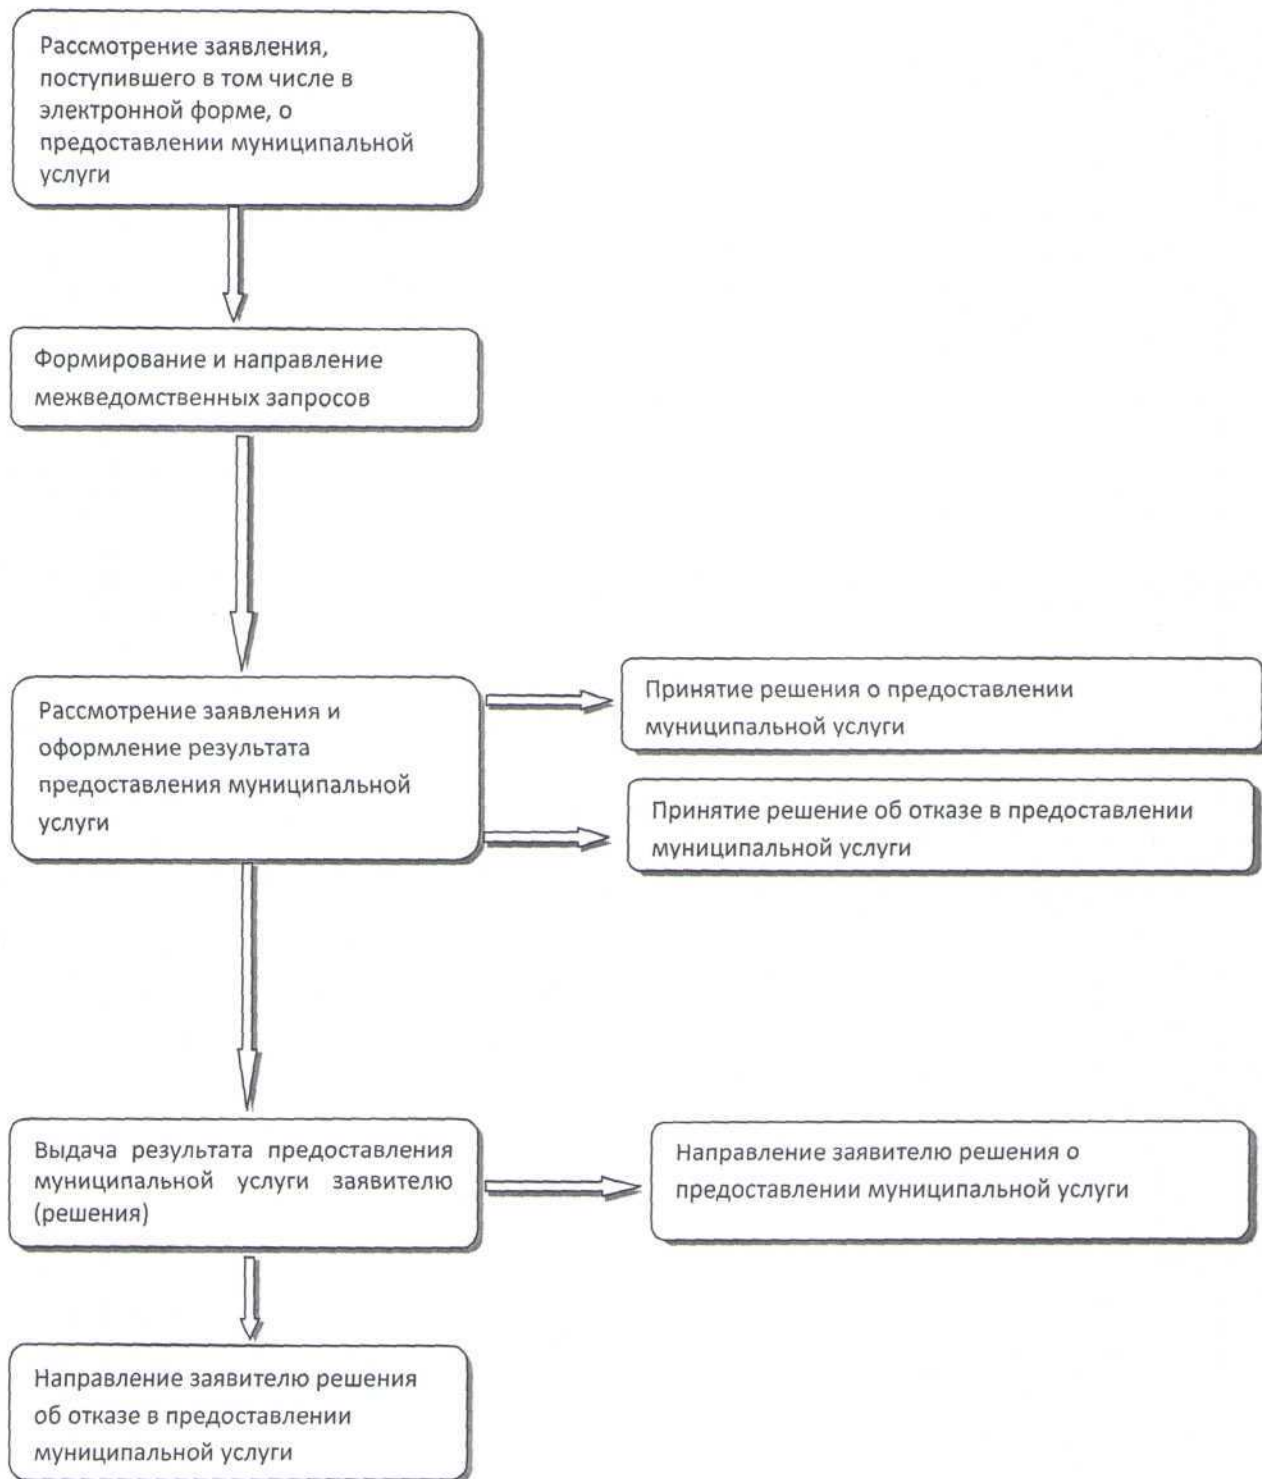 Рассмотрение заявления,
поступившего в том числе в
электронной форме, о
предоставлении муниципальной
услуги
Формирование и направление
межведомственных запросов
Рассмотрение заявления и
оформление результата
предоставления муниципальной
услуги
Принятие решения о предоставлении
муниципальной услуги
Принятие решение об отказе в предоставлении
муниципальной услуги
Выдача результата предоставления
муниципальной услуги заявителю
(решения)
Направление заявителю решения о
предоставлении муниципальной услуги
Направление заявителю решения
об отказе в предоставлении
муниципальной услуги